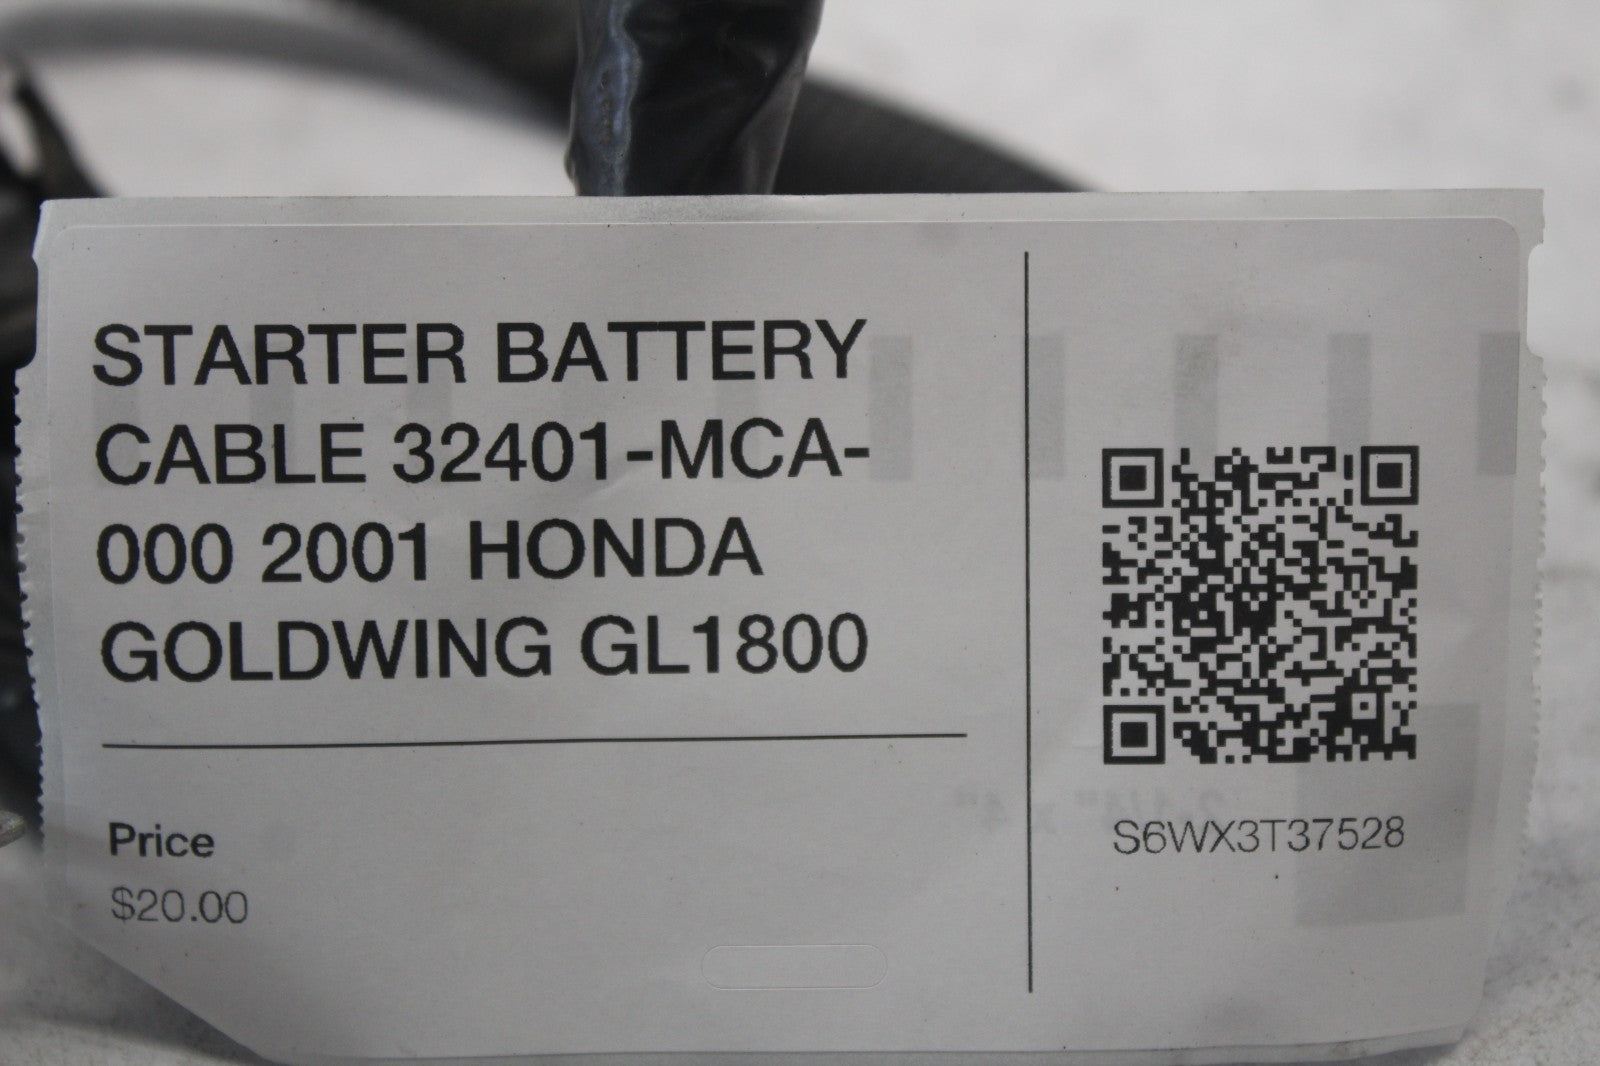 STARTER BATTERY
CABLE 32401-MCA-
000 2001 HONDA
GOLDWING GL1800
Price
$20.00
S6WX3T37528